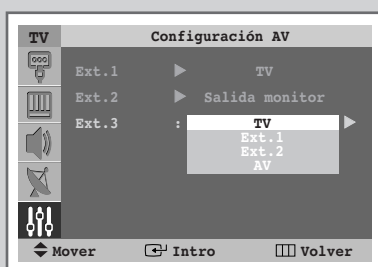 TV Configuración AV
Ext.1 ▶ TV
Ext.2 ▶ Salida monitor
Ext.3 : TV ▶
Ext.1
Ext.2
AV
Mover Intro Volver